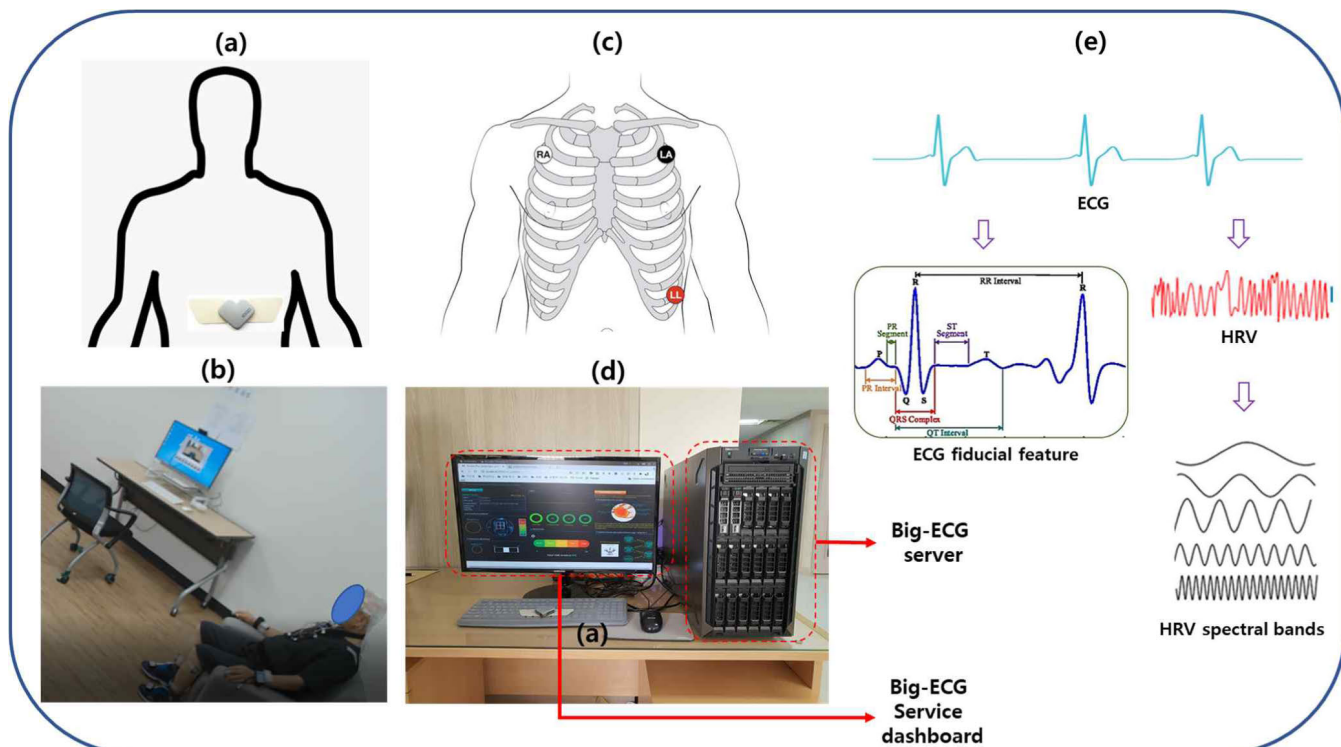 (a)
(c)
(e)
RA
LA
LL
ECG
R
RR Interval
R
PR
Segment
ST
Segment
P
T
PR Interval
Q
S
QRS Complex
QT Interval
ECG fiducial feature
HRV
HRV spectral bands
(b)
(d)
(a)
Big-ECG
server
Big-ECG
Service
dashboard